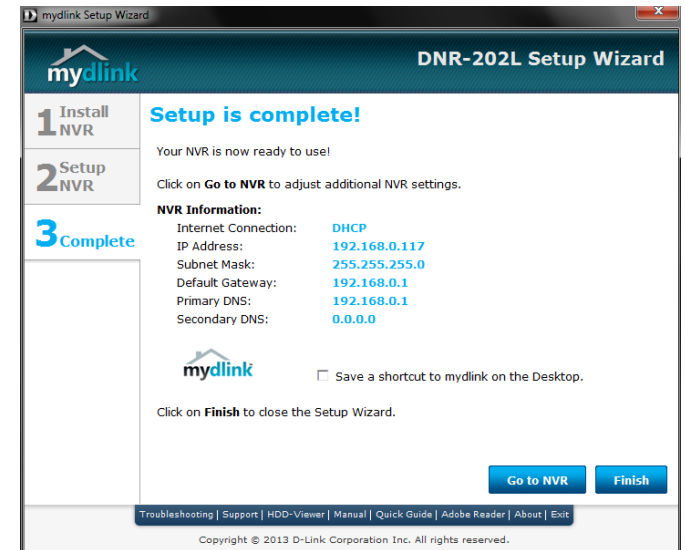 mydlink Setup Wizard
mydlink
DNR-202L Setup Wizard
1 Install NVR
2 Setup NVR
3 Complete
Setup is complete!
Your NVR is now ready to use!
Click on Go to NVR to adjust additional NVR settings.
NVR Information:
Internet Connection: DHCP
IP Address: 192.168.0.117
Subnet Mask: 255.255.255.0
Default Gateway: 192.168.0.1
Primary DNS: 192.168.0.1
Secondary DNS: 0.0.0.0
mydlink
Save a shortcut to mydlink on the Desktop.
Click on Finish to close the Setup Wizard.
Go to NVR Finish
Troubleshooting | Support | HDD-Viewer | Manual | Quick Guide | Adobe Reader | About | Exit
Copyright © 2013 D-Link Corporation Inc. All rights reserved.